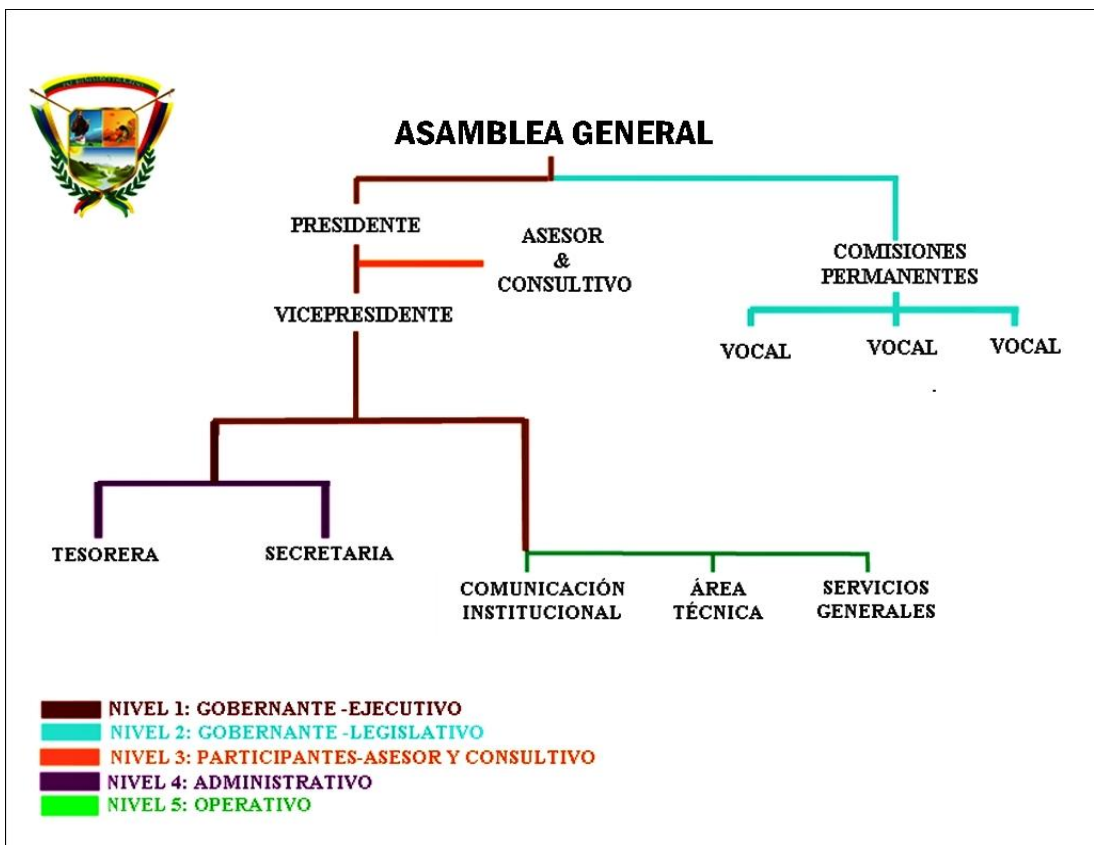 ASAMBLEA GENERAL
PRESIDENTE
ASESOR
&
CONSULTIVO
VICEPRESIDENTE
COMISIONES
PERMANENTES
VOCAL
VOCAL
VOCAL
TESORERA
SECRETARIA
COMUNICACIÓN
INSTITUCIONAL
ÁREA
TÉCNICA
SERVICIOS
GENERALES
NIVEL 1: GOBERNANTE -EJECUTIVO
NIVEL 2: GOBERNANTE -LEGISLATIVO
NIVEL 3: PARTICIPANTES-ASESOR Y CONSULTIVO
NIVEL 4: ADMINISTRATIVO
NIVEL 5: OPERATIVO